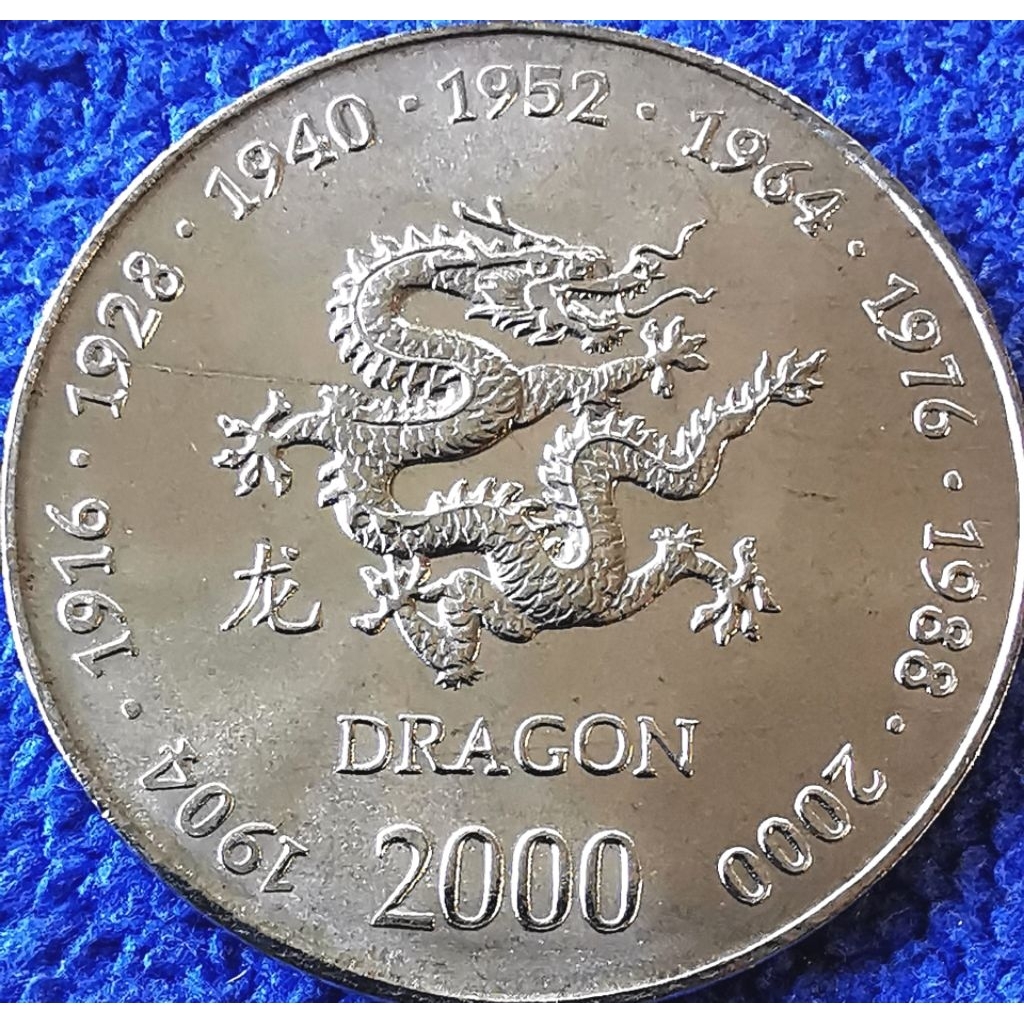 1904 · 1916 · 1928 · 1940 · 1952 · 1964 · 1976 · 1988 · 2000
龙
DRAGON
2000